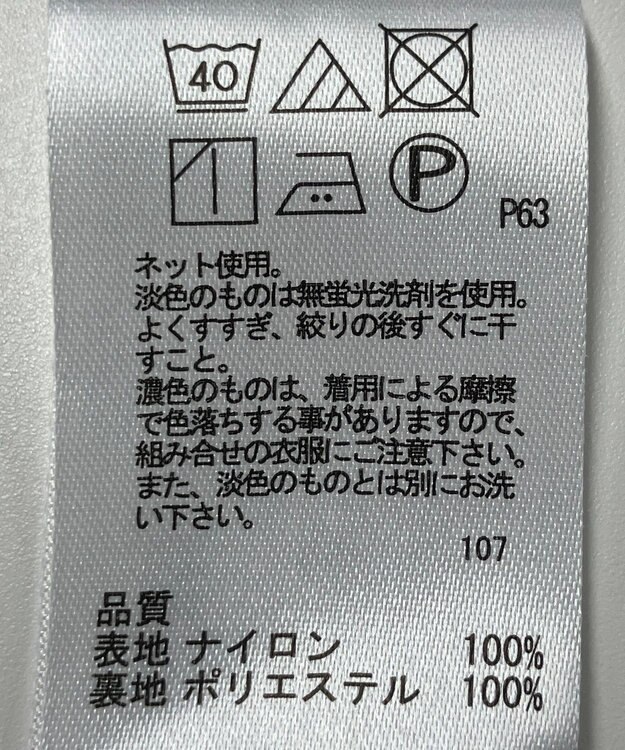 40
P
P63
ネット使用。
淡色のものは無蛍光洗剤を使用。
よくすすぎ、絞りの後すぐに干
すこと。
濃色のものは、着用による摩擦
で色落ちする事がありますので、
組み合せの衣服にご注意下さい。
また、淡色のものとは別にお洗
い下さい。
107
品質
表地 ナイロン 100%
裏地 ポリエステル 100%